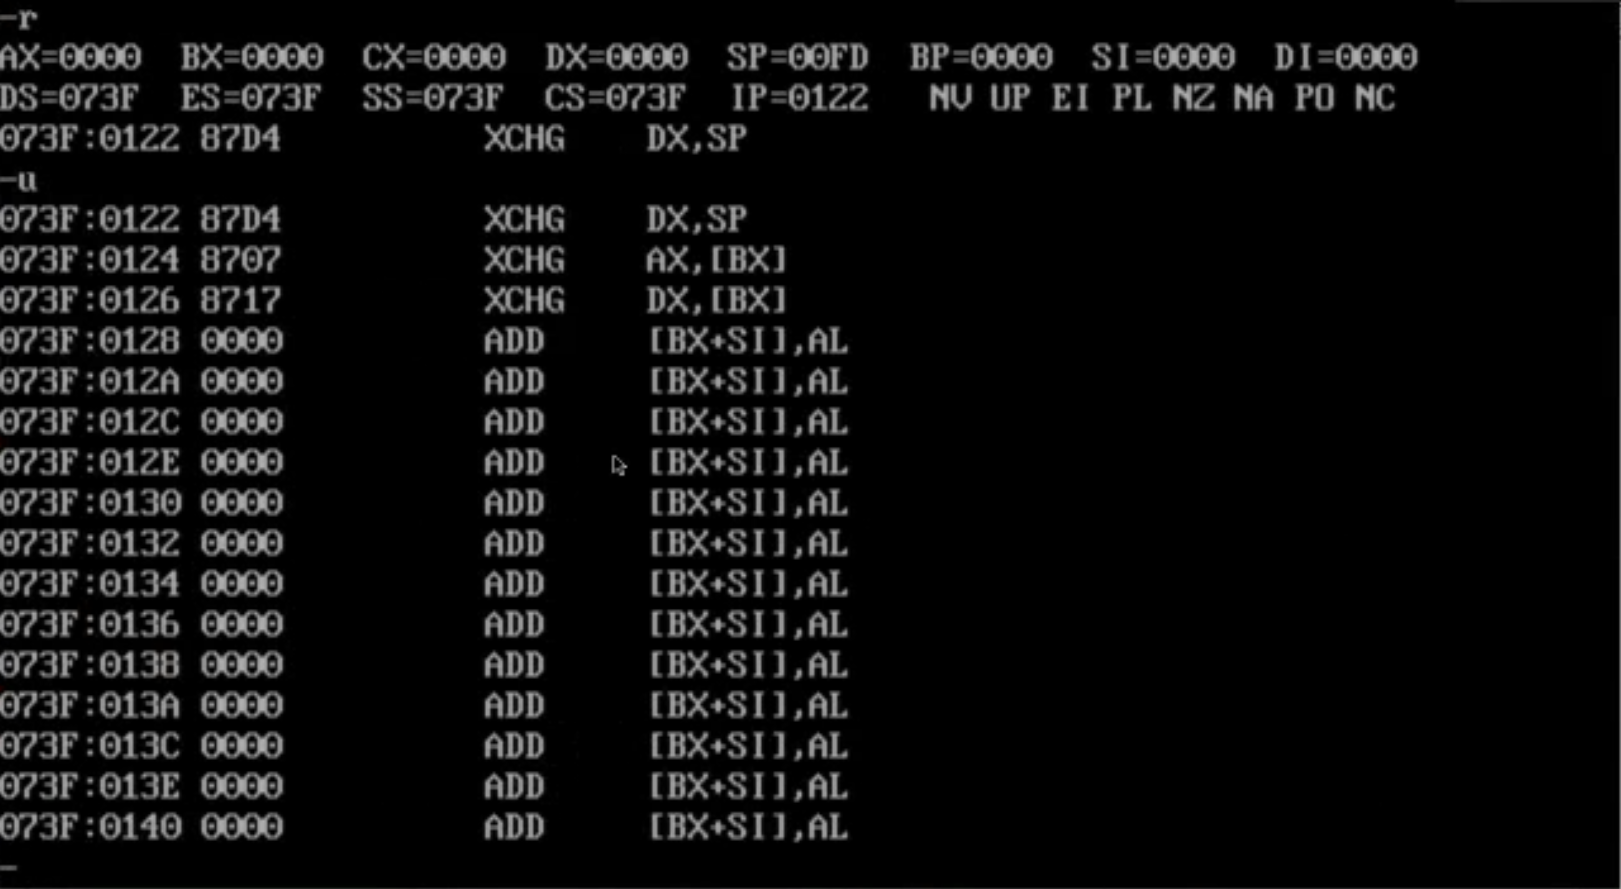 -r
AX=0000  BX=0000  CX=0000  DX=0000  SP=00FD  BP=0000  SI=0000  DI=0000
DS=073F  ES=073F  SS=073F  CS=073F  IP=0122   NV UP EI PL NZ NA PO NC
073F:0122 87D4          XCHG    DX,SP
-u
073F:0122 87D4          XCHG    DX,SP
073F:0124 8707          XCHG    AX,[BX]
073F:0126 8717          XCHG    DX,[BX]
073F:0128 0000          ADD     [BX+SI],AL
073F:012A 0000          ADD     [BX+SI],AL
073F:012C 0000          ADD     [BX+SI],AL
073F:012E 0000          ADD     [BX+SI],AL
073F:0130 0000          ADD     [BX+SI],AL
073F:0132 0000          ADD     [BX+SI],AL
073F:0134 0000          ADD     [BX+SI],AL
073F:0136 0000          ADD     [BX+SI],AL
073F:0138 0000          ADD     [BX+SI],AL
073F:013A 0000          ADD     [BX+SI],AL
073F:013C 0000          ADD     [BX+SI],AL
073F:013E 0000          ADD     [BX+SI],AL
073F:0140 0000          ADD     [BX+SI],AL
-